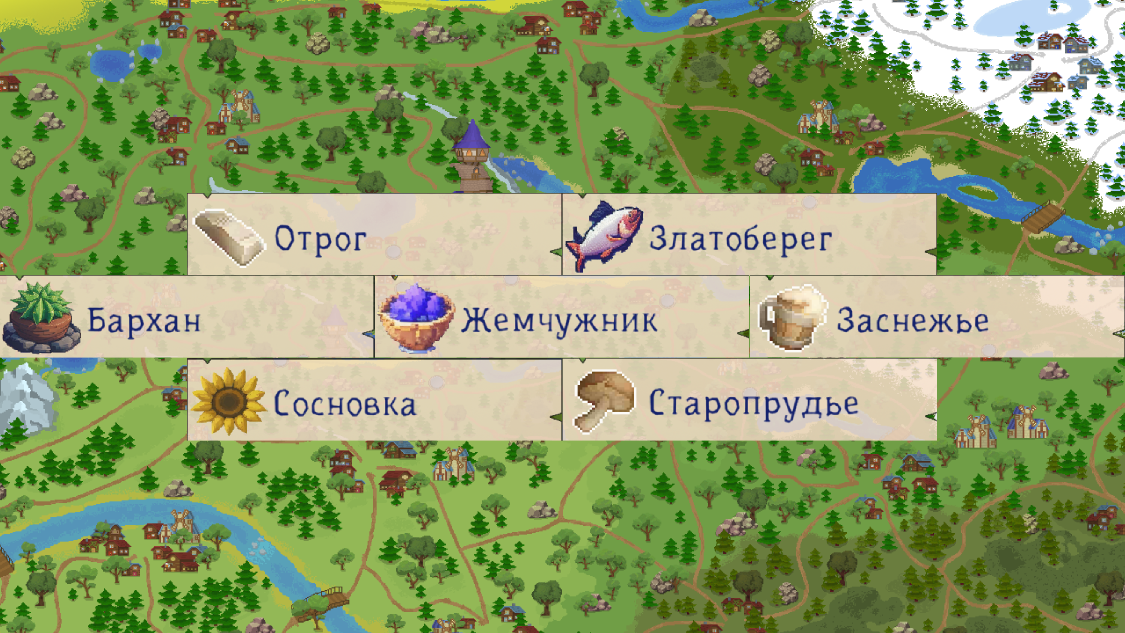 Отрог
Златоберег
Бархан
Жемчужник
Заснежье
Сосновка
Старопрудье